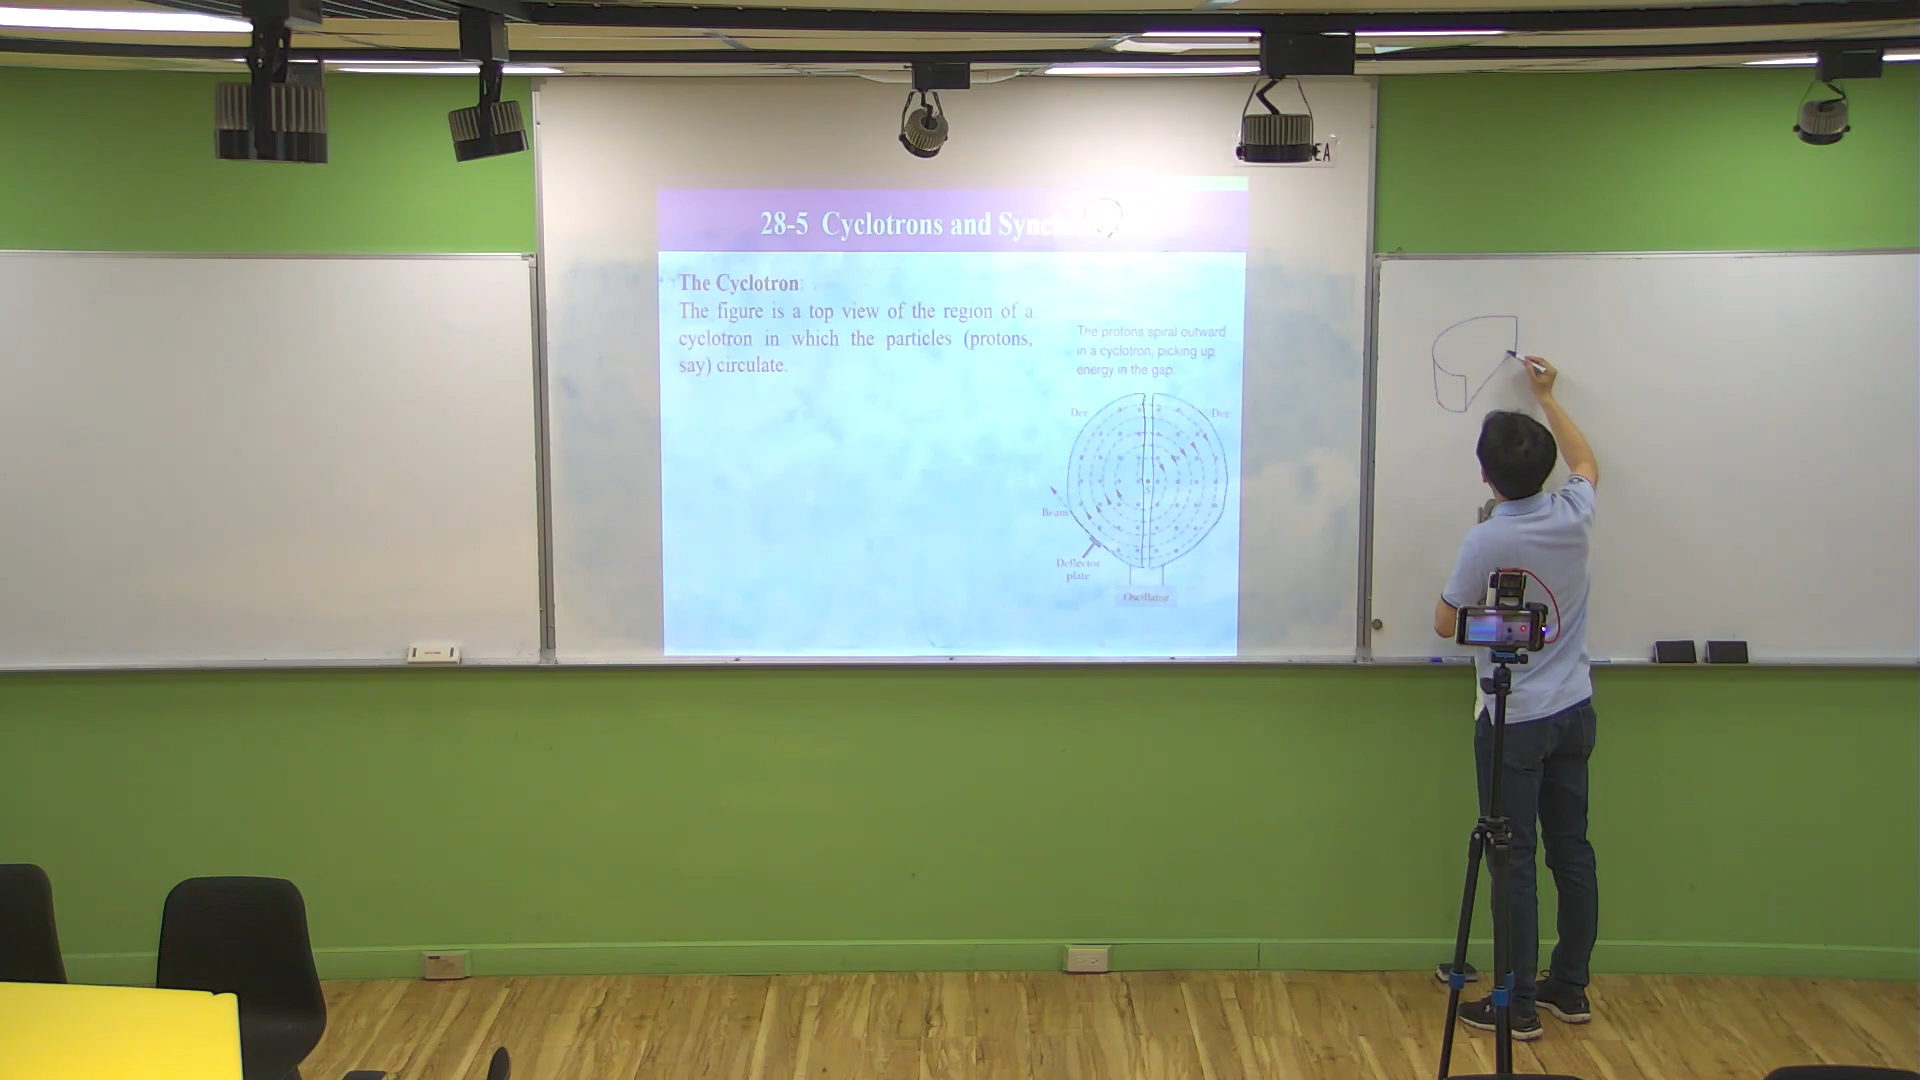 EA
28-5 Cyclotrons and
The Cyclotron:
The figure is a top view of the region of a
cyclotron in which the particles (protons,
say) circulate.
The protons spiral outward
in a cyclotron, picking up
energy in the gap.
Dee
Dee
Beam
Deflector
plate
Oscillator